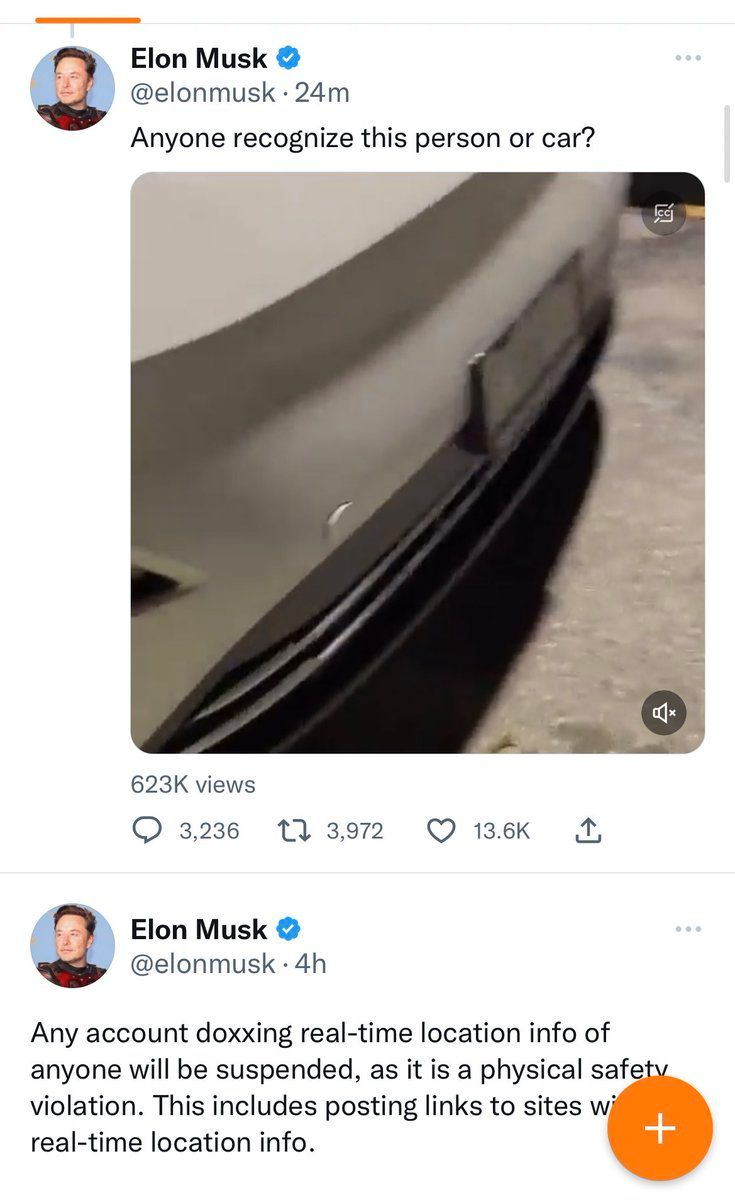 Elon Musk
@elonmusk · 24m
Anyone recognize this person or car?
CC
623K views
3,236 3,972 13.6K
Elon Musk
@elonmusk · 4h
Any account doxxing real-time location info of
anyone will be suspended, as it is a physical safety
violation. This includes posting links to sites
real-time location info.